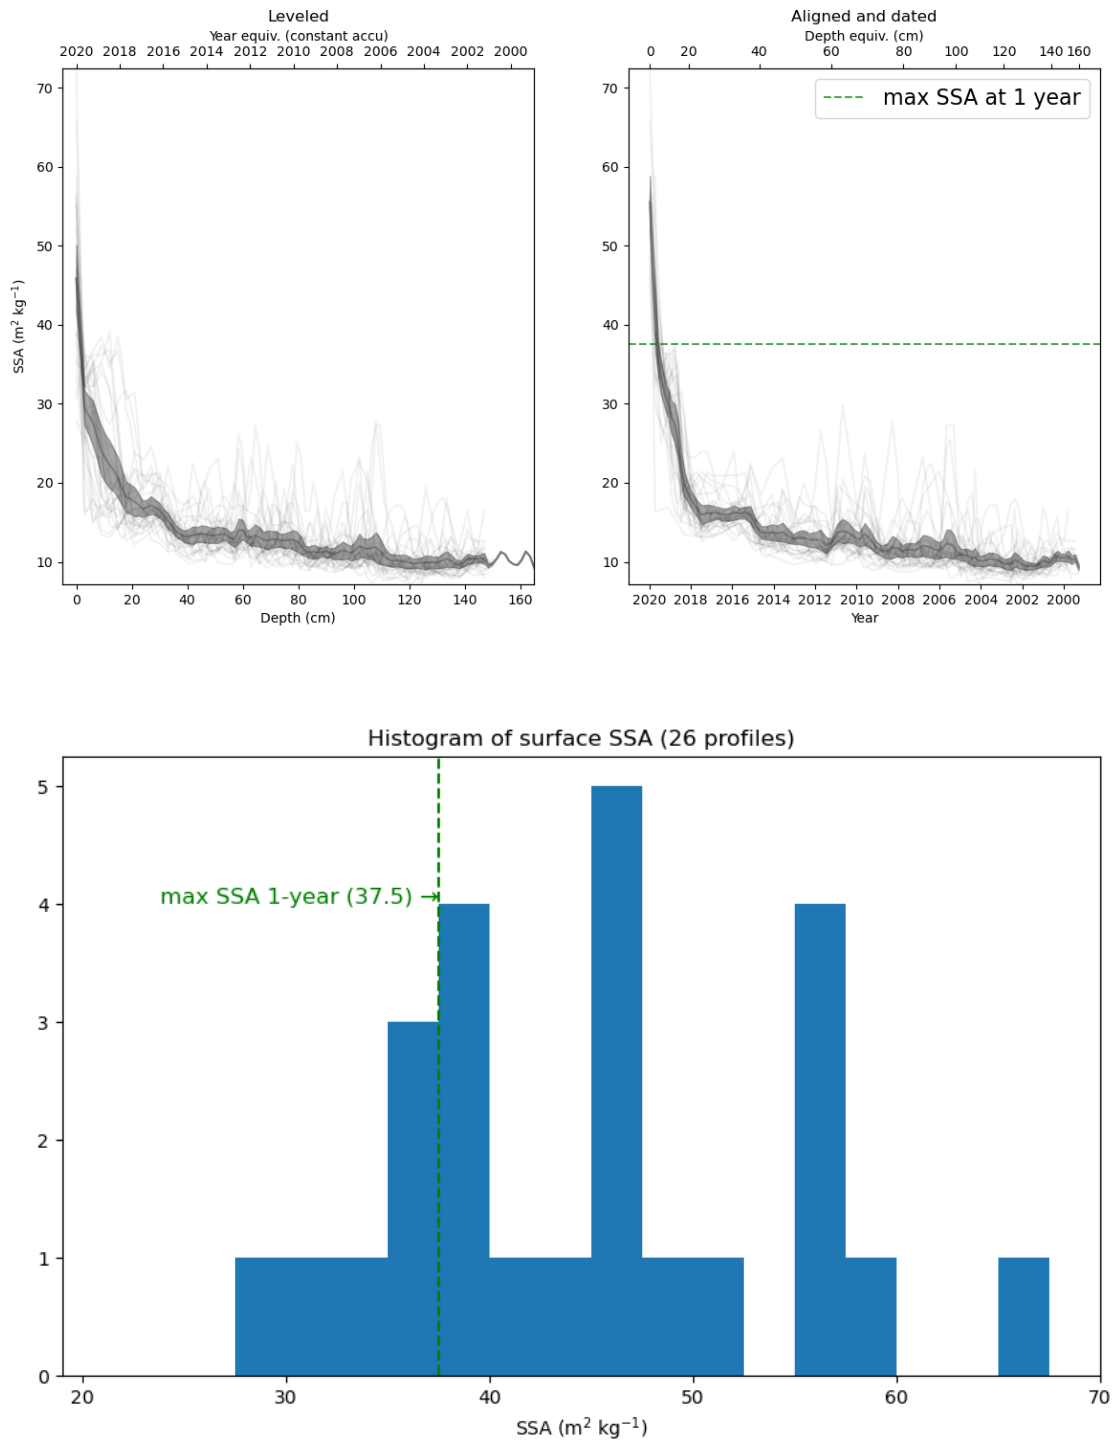 Leveled
Year equiv. (constant accu)
2020 2018 2016 2014 2012 2010 2008 2006 2004 2002 2000
70
60
50
40
30
20
10
SSA (m² kg⁻¹)
0 20 40 60 80 100 120 140 160
Depth (cm)
Aligned and dated
Depth equiv. (cm)
0 20 40 60 80 100 120 140 160
max SSA at 1 year
70
60
50
40
30
20
10
2020 2018 2016 2014 2012 2010 2008 2006 2004 2002 2000
Year
Histogram of surface SSA (26 profiles)
5
4
3
2
1
0
max SSA 1-year (37.5) →
20 30 40 50 60 70
SSA (m² kg⁻¹)